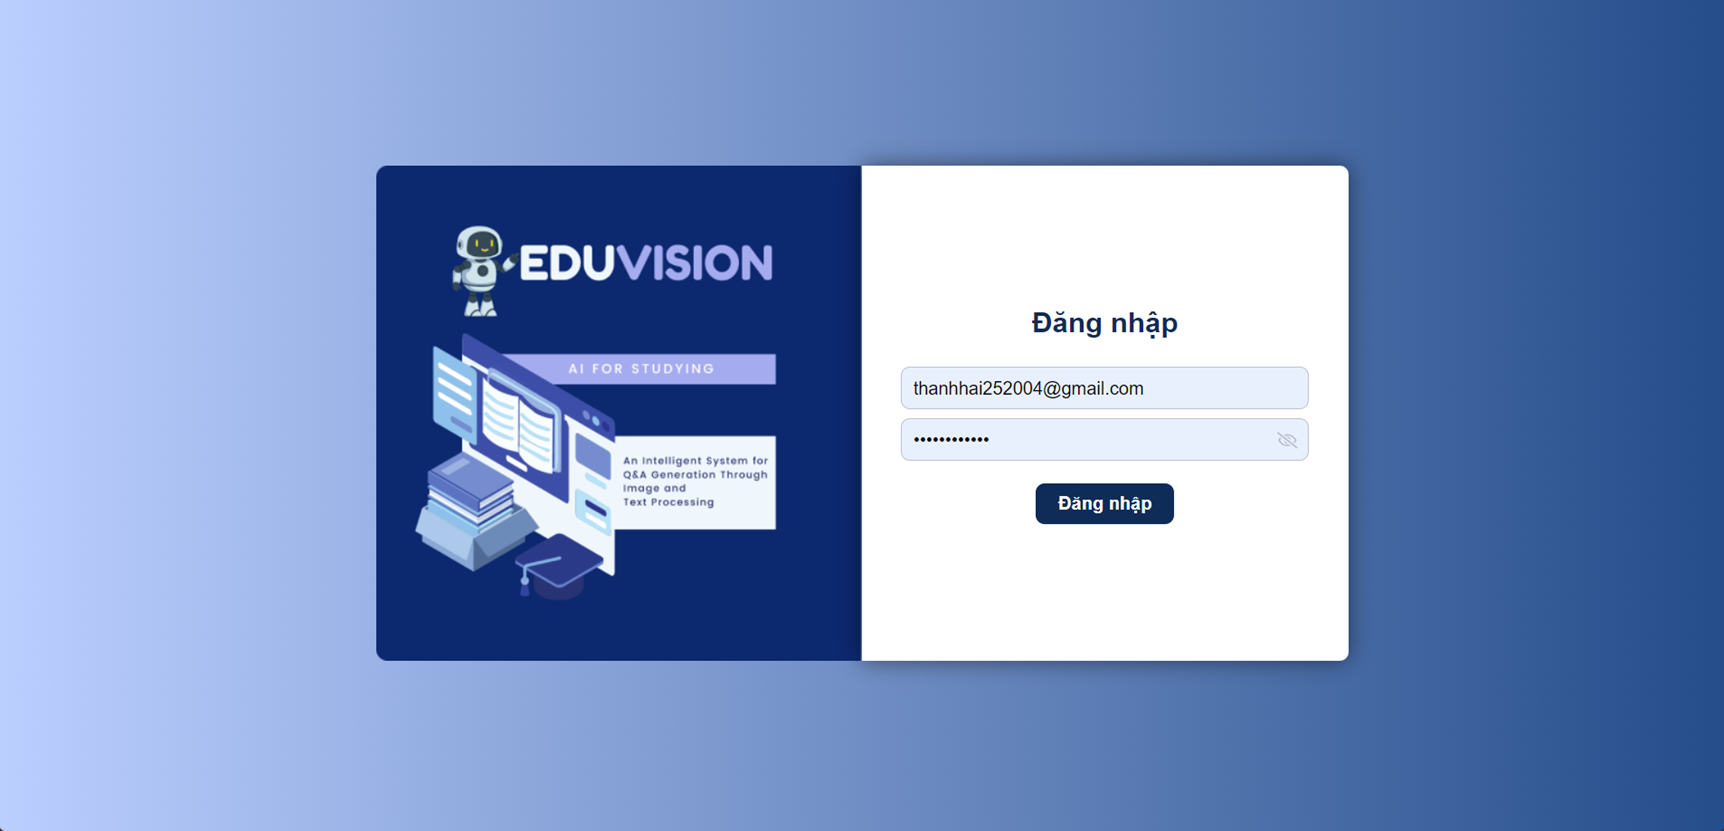 EDUVISION
AI FOR STUDYING
An Intelligent System for
Q&A Generation Through
Image and
Text Processing
Đăng nhập
thanhhai252004@gmail.com
••••••••••••
Đăng nhập